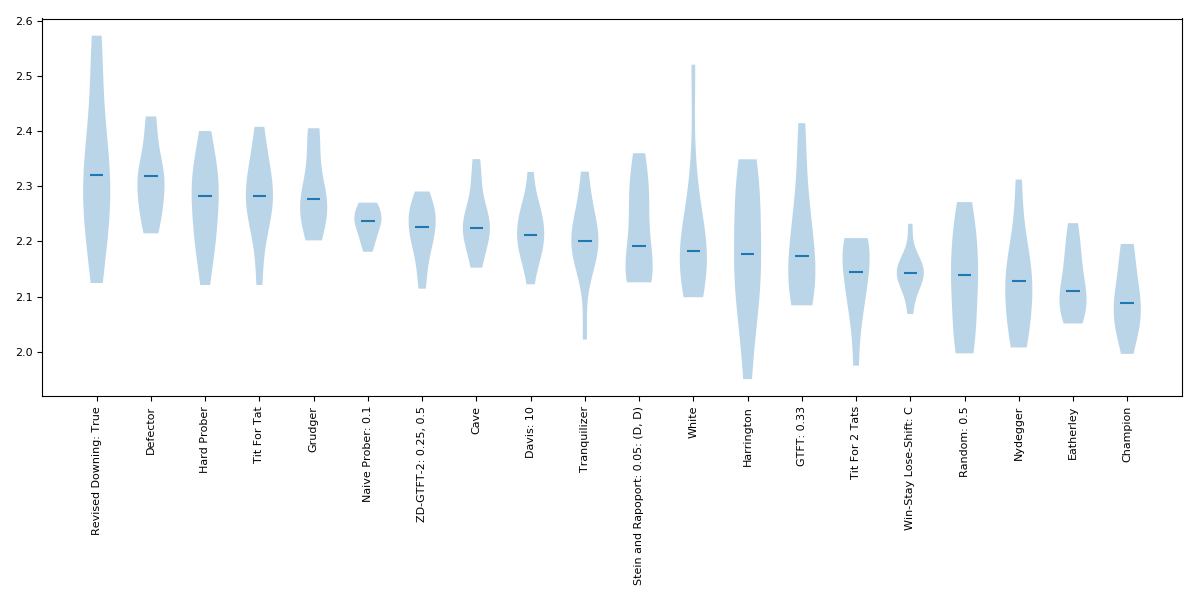 2.6
2.5
2.4
2.3
2.2
2.1
2.0
Revised Downing: True
Defector
Hard Prober
Tit For Tat
Grudger
Naive Prober: 0.1
ZD-GTFT-2: 0.25, 0.5
Cave
Davis: 10
Tranquilizer
Stein and Rapoport: 0.05: (D, D)
White
Harrington
GTFT: 0.33
Tit For 2 Tats
Win-Stay Lose-Shift: C
Random: 0.5
Nydegger
Eatherley
Champion